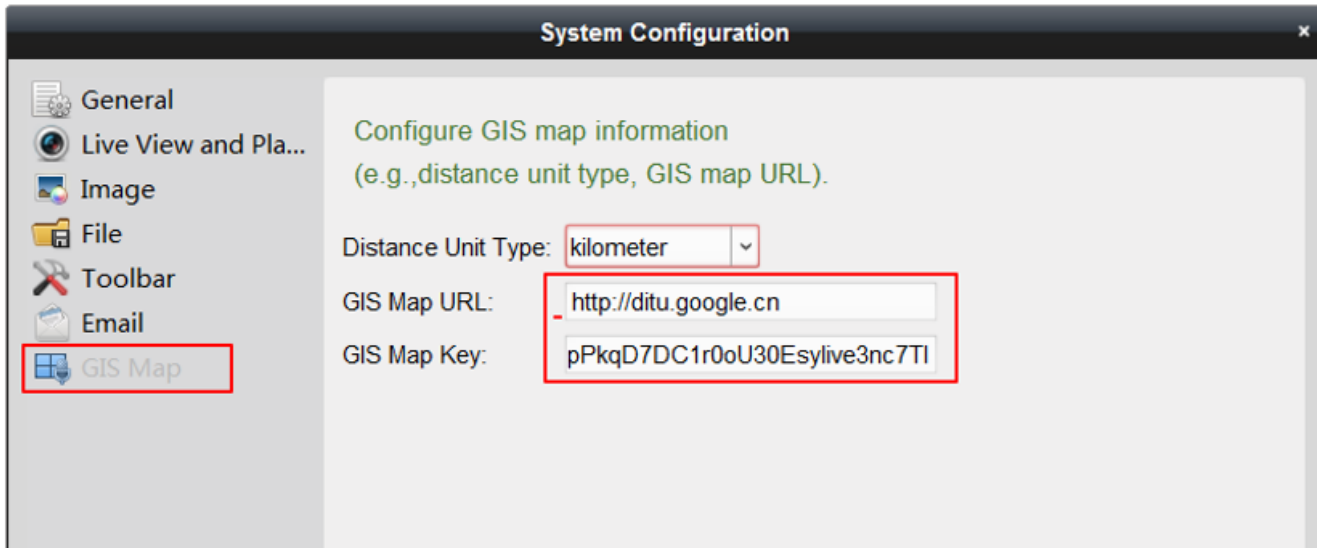 System Configuration
×
General
Live View and Pla...
Image
File
Toolbar
Email
GIS Map
Configure GIS map information
(e.g.,distance unit type, GIS map URL).
Distance Unit Type: kilometer
GIS Map URL: http://ditu.google.cn
GIS Map Key: pPkqD7DC1r0oU30Esylive3nc7Tl